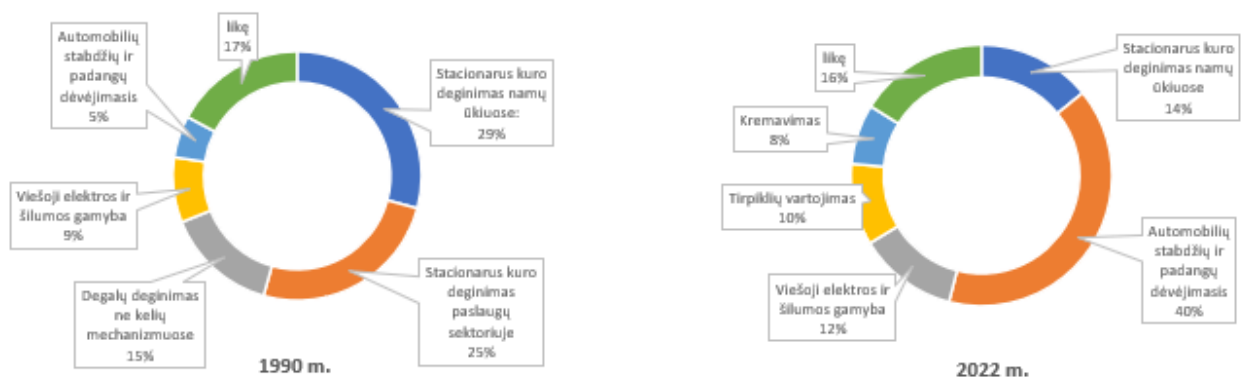 likę
17%
Automobilių
stabdžių ir
padangų
dėvėjimasis
5%
Stacionarus kuro
deginimas namų
ūkiuose:
29%
Viešoji elektros ir
šilumos gamyba
9%
Degalų deginimas
ne kelių
mechanizmuose
15%
Stacionarus kuro
deginimas
paslaugų
sektoriuje
25%
1990 m.
likę
16%
Stacionarus kuro
deginimas namų
ūkiuose
14%
Kremavimas
8%
Tirpiklių vartojimas
10%
Automobilių
stabdžių ir
padangų
dėvėjimasis
40%
Viešoji elektros ir
šilumos gamyba
12%
2022 m.